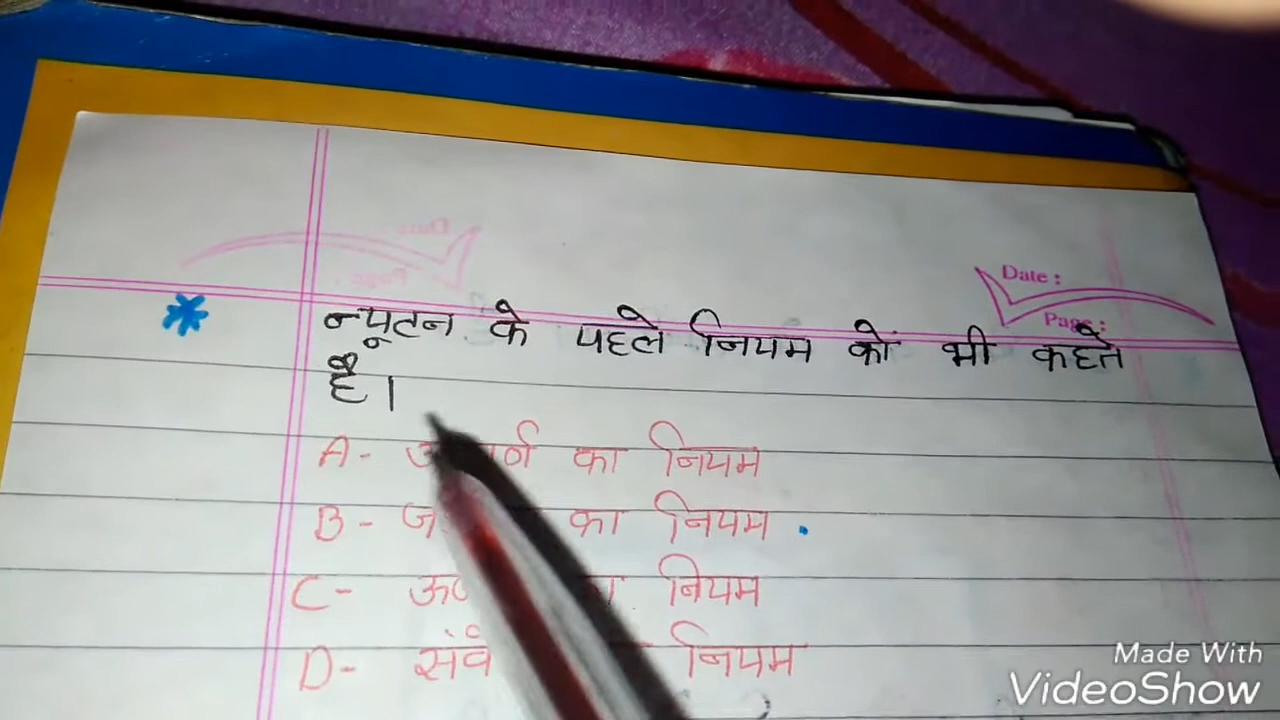 Date :
Page :
न्यूटन के पहले नियम को भी कहते
है।
A- का नियम
B- का नियम .
C- नियम
D- नियम
Made With
VideoShow